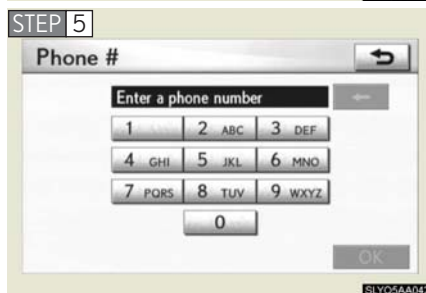 STEP 5
Phone #
Enter a phone number
1 2 ABC 3 DEF
4 GHI 5 JKL 6 MNO
7 PQRS 8 TUV 9 WXYZ
0
OK
SLYO5AA042